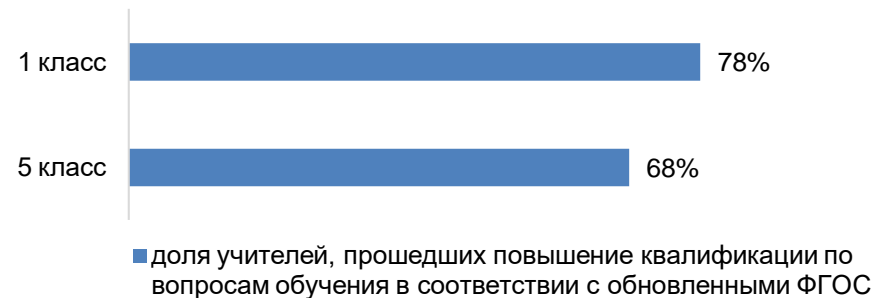 1 класс
78%
5 класс
68%
доля учителей, прошедших повышение квалификации по
вопросам обучения в соответствии с обновленными ФГОС